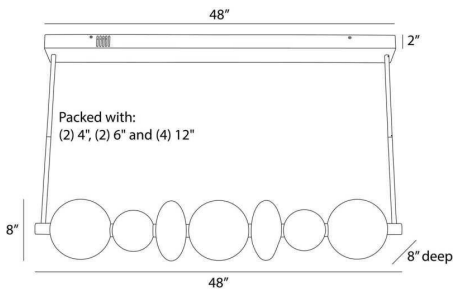 48"
2"
Packed with:
(2) 4", (2) 6" and (4) 12"
8"
8" deep
48"